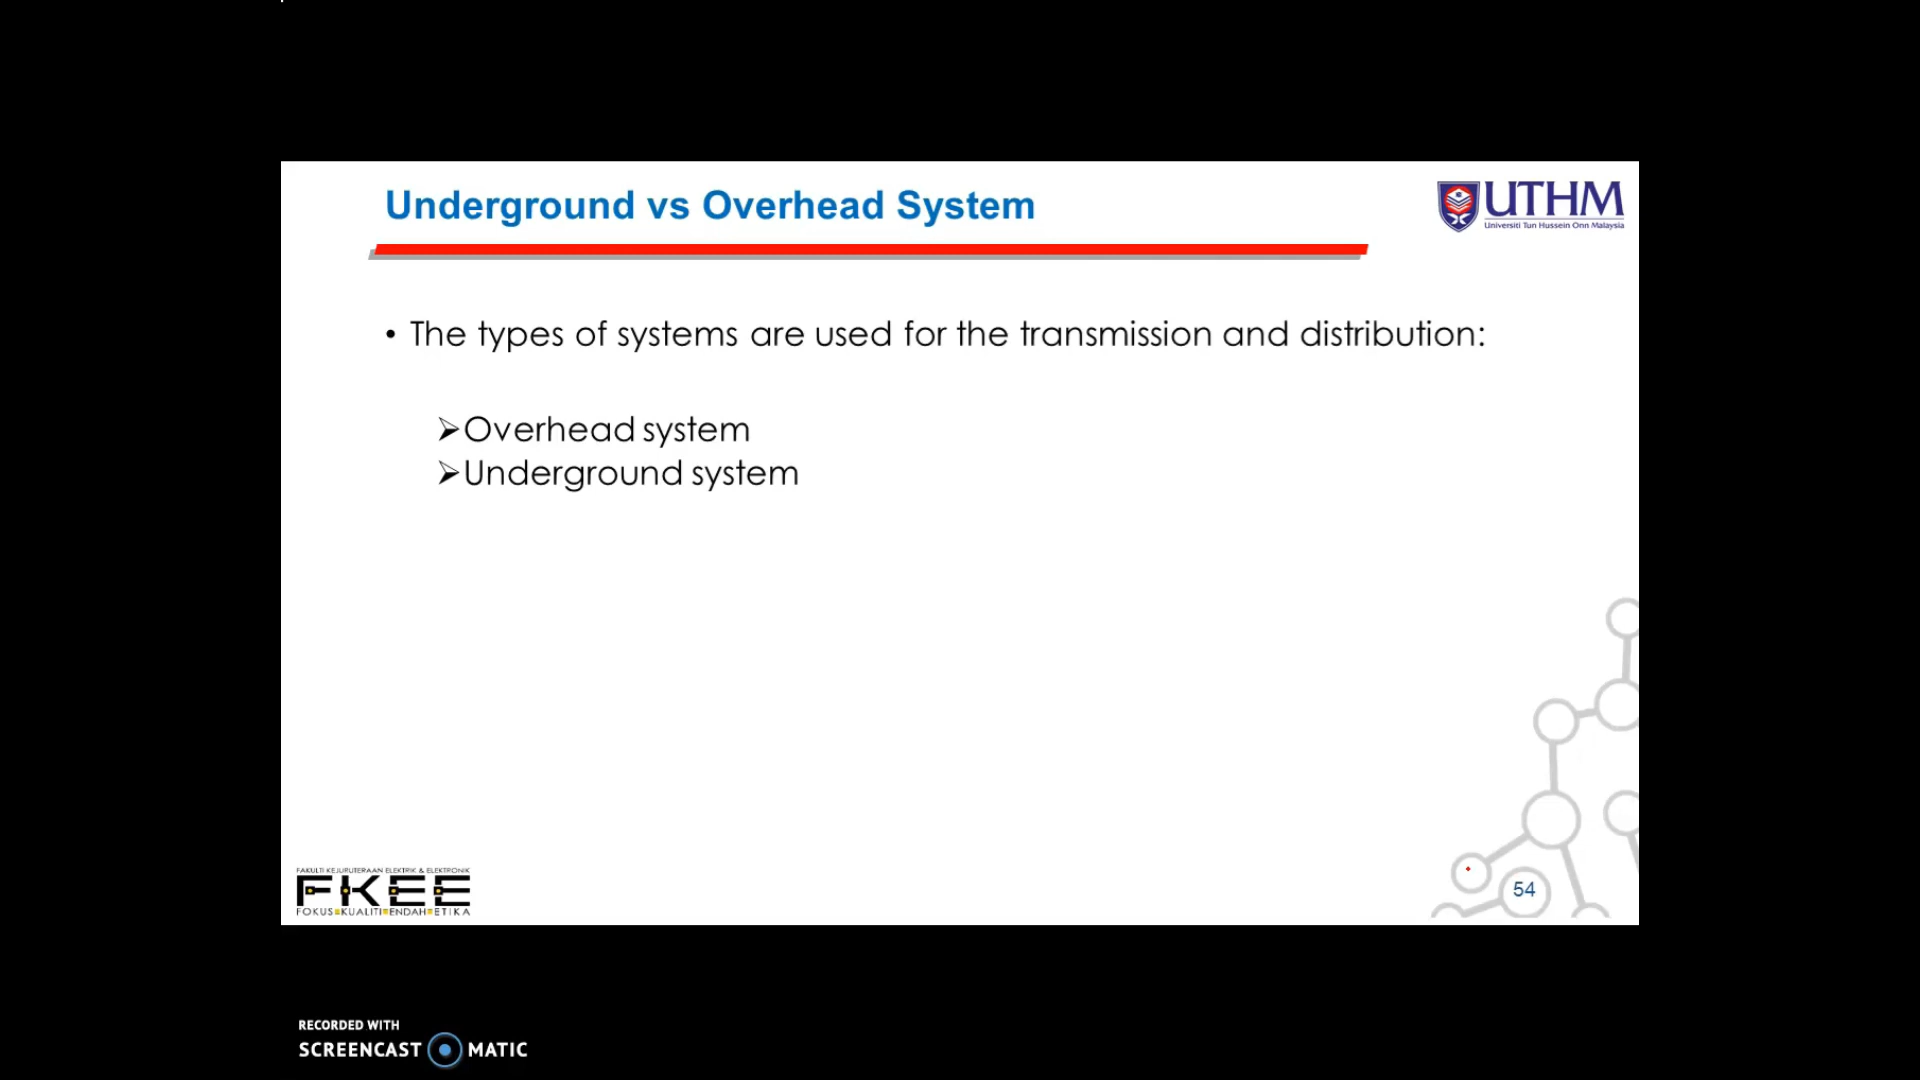 Underground vs Overhead System
UTHM
Universiti Tun Hussein Onn Malaysia
• The types of systems are used for the transmission and distribution:
➢Overhead system
➢Underground system
FAKULTI KEJURUTERAAN ELEKTRIK & ELEKTRONIK
FKEE
FOKUS KUALITI ENDAH ETIKA
54
RECORDED WITH
SCREENCAST MATIC